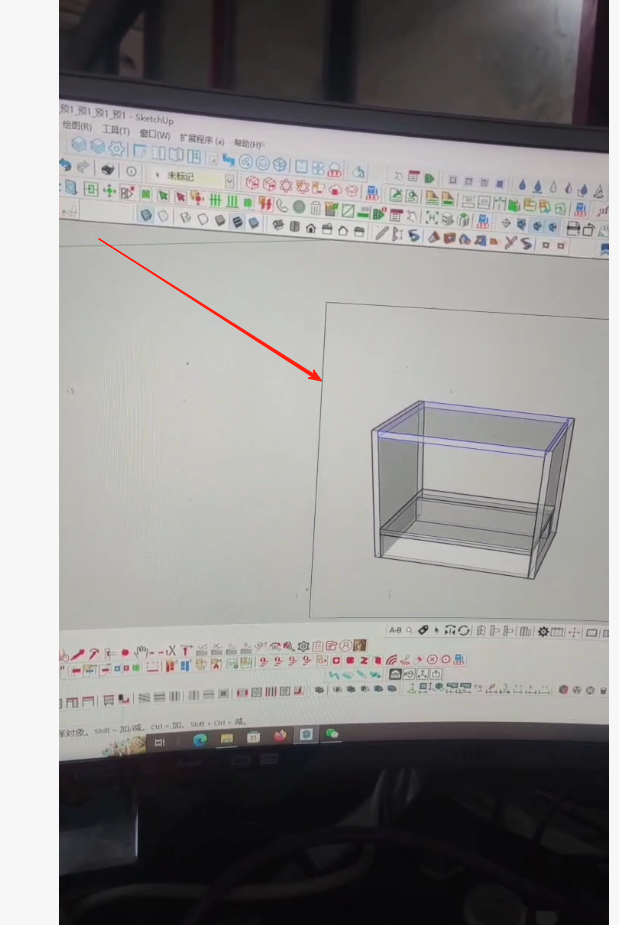 预1_预1_预1_预1 - SketchUp
绘图(R) 工具(T) 窗口(W) 扩展程序 (x) 帮助(H)
未标记
A-B
对象。Shift = 加/减。Ctrl = 加。Shift + Ctrl = 减。